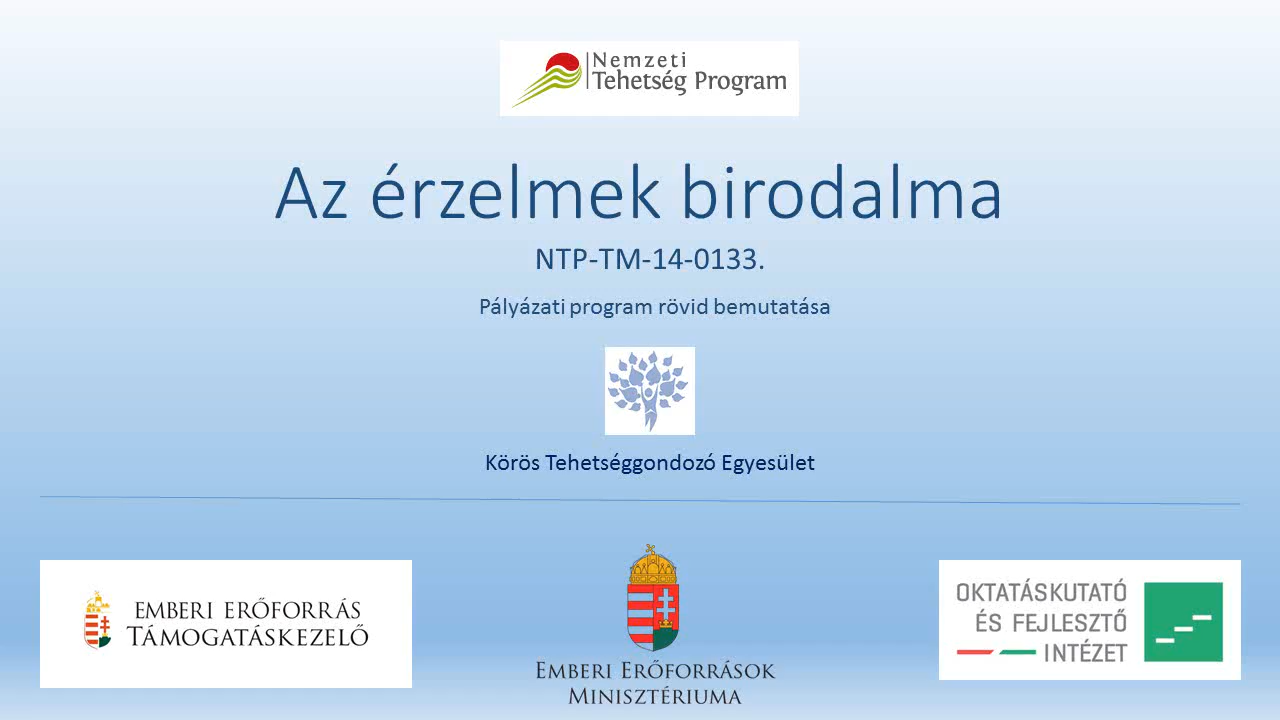 Nemzeti
Tehetség Program
Az érzelmek birodalma
NTP-TM-14-0133.
Pályázati program rövid bemutatása
Körös Tehetséggondozó Egyesület
EMBERI ERŐFORRÁS
TÁMOGATÁSKEZELŐ
EMBERI ERŐFORRÁSOK
MINISZTÉRIUMA
OKTATÁSKUTATÓ
ÉS FEJLESZTŐ
INTÉZET